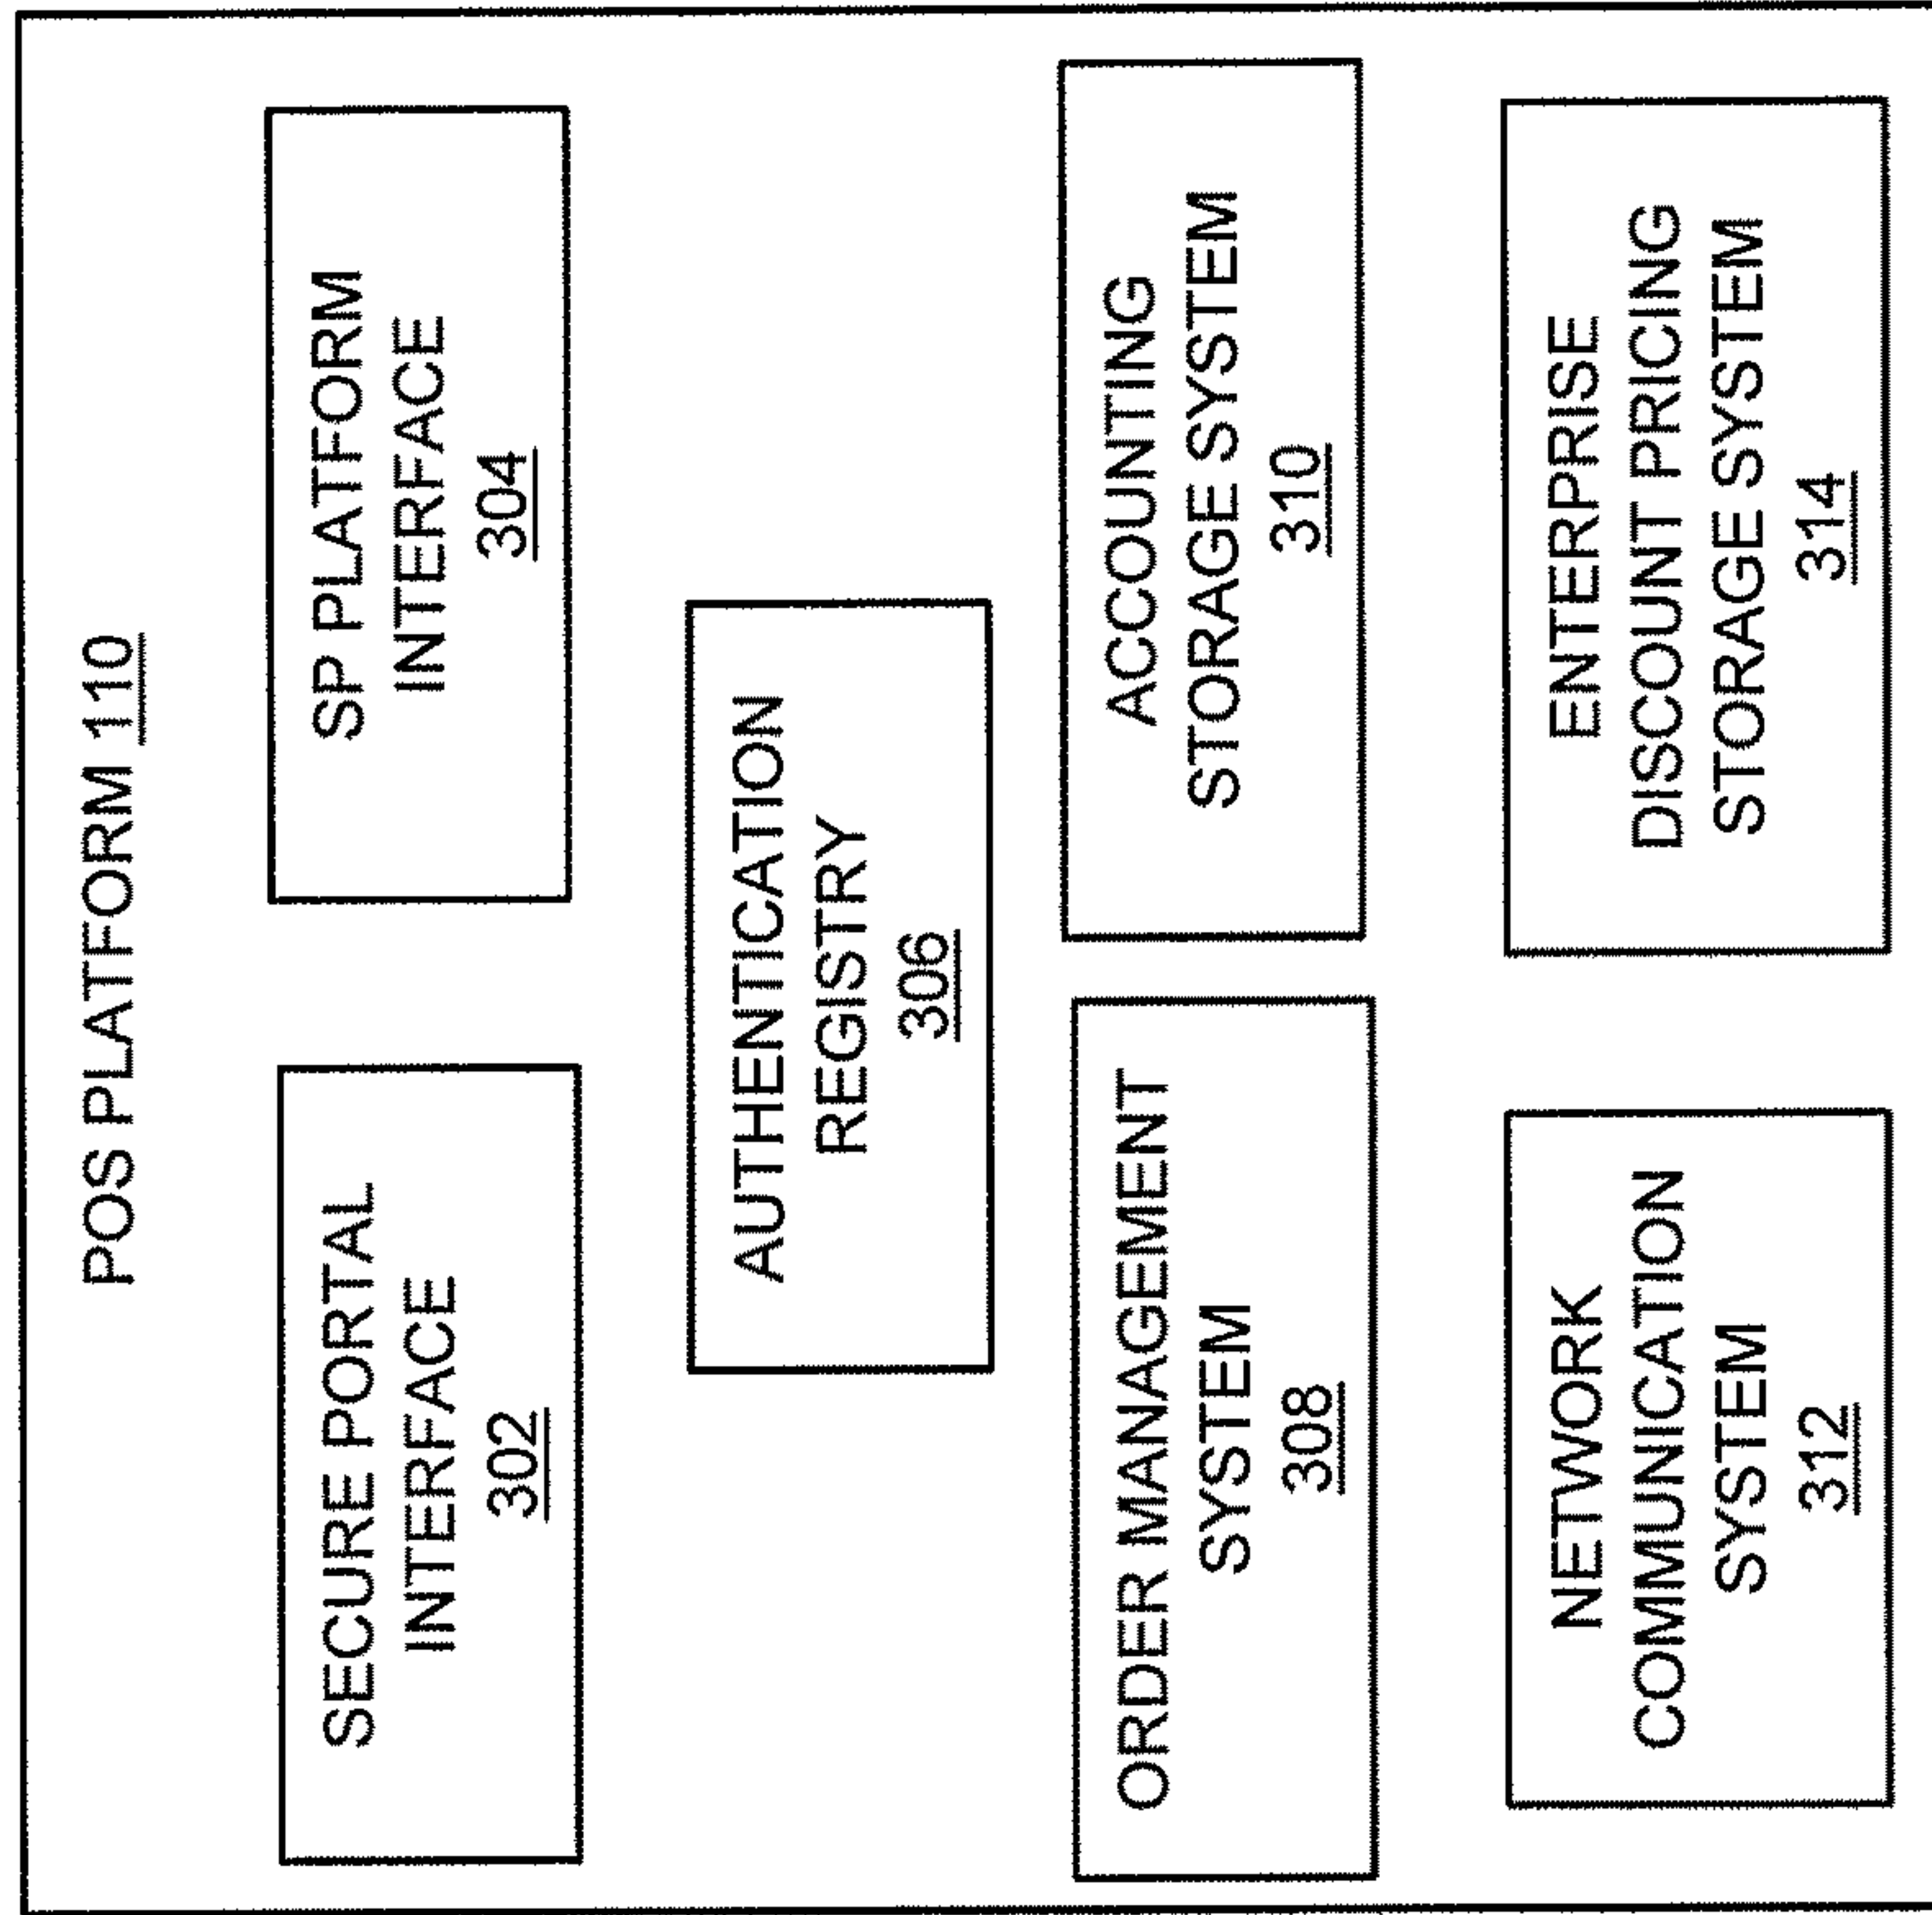 POS PLATFORM 110
SECURE PORTAL
INTERFACE
302
SP PLATFORM
INTERFACE
304
AUTHENTICATION
REGISTRY
306
ORDER MANAGEMENT
SYSTEM
308
ACCOUNTING
STORAGE SYSTEM
310
NETWORK
COMMUNICATION
SYSTEM
312
ENTERPRISE
DISCOUNT PRICING
STORAGE SYSTEM
314